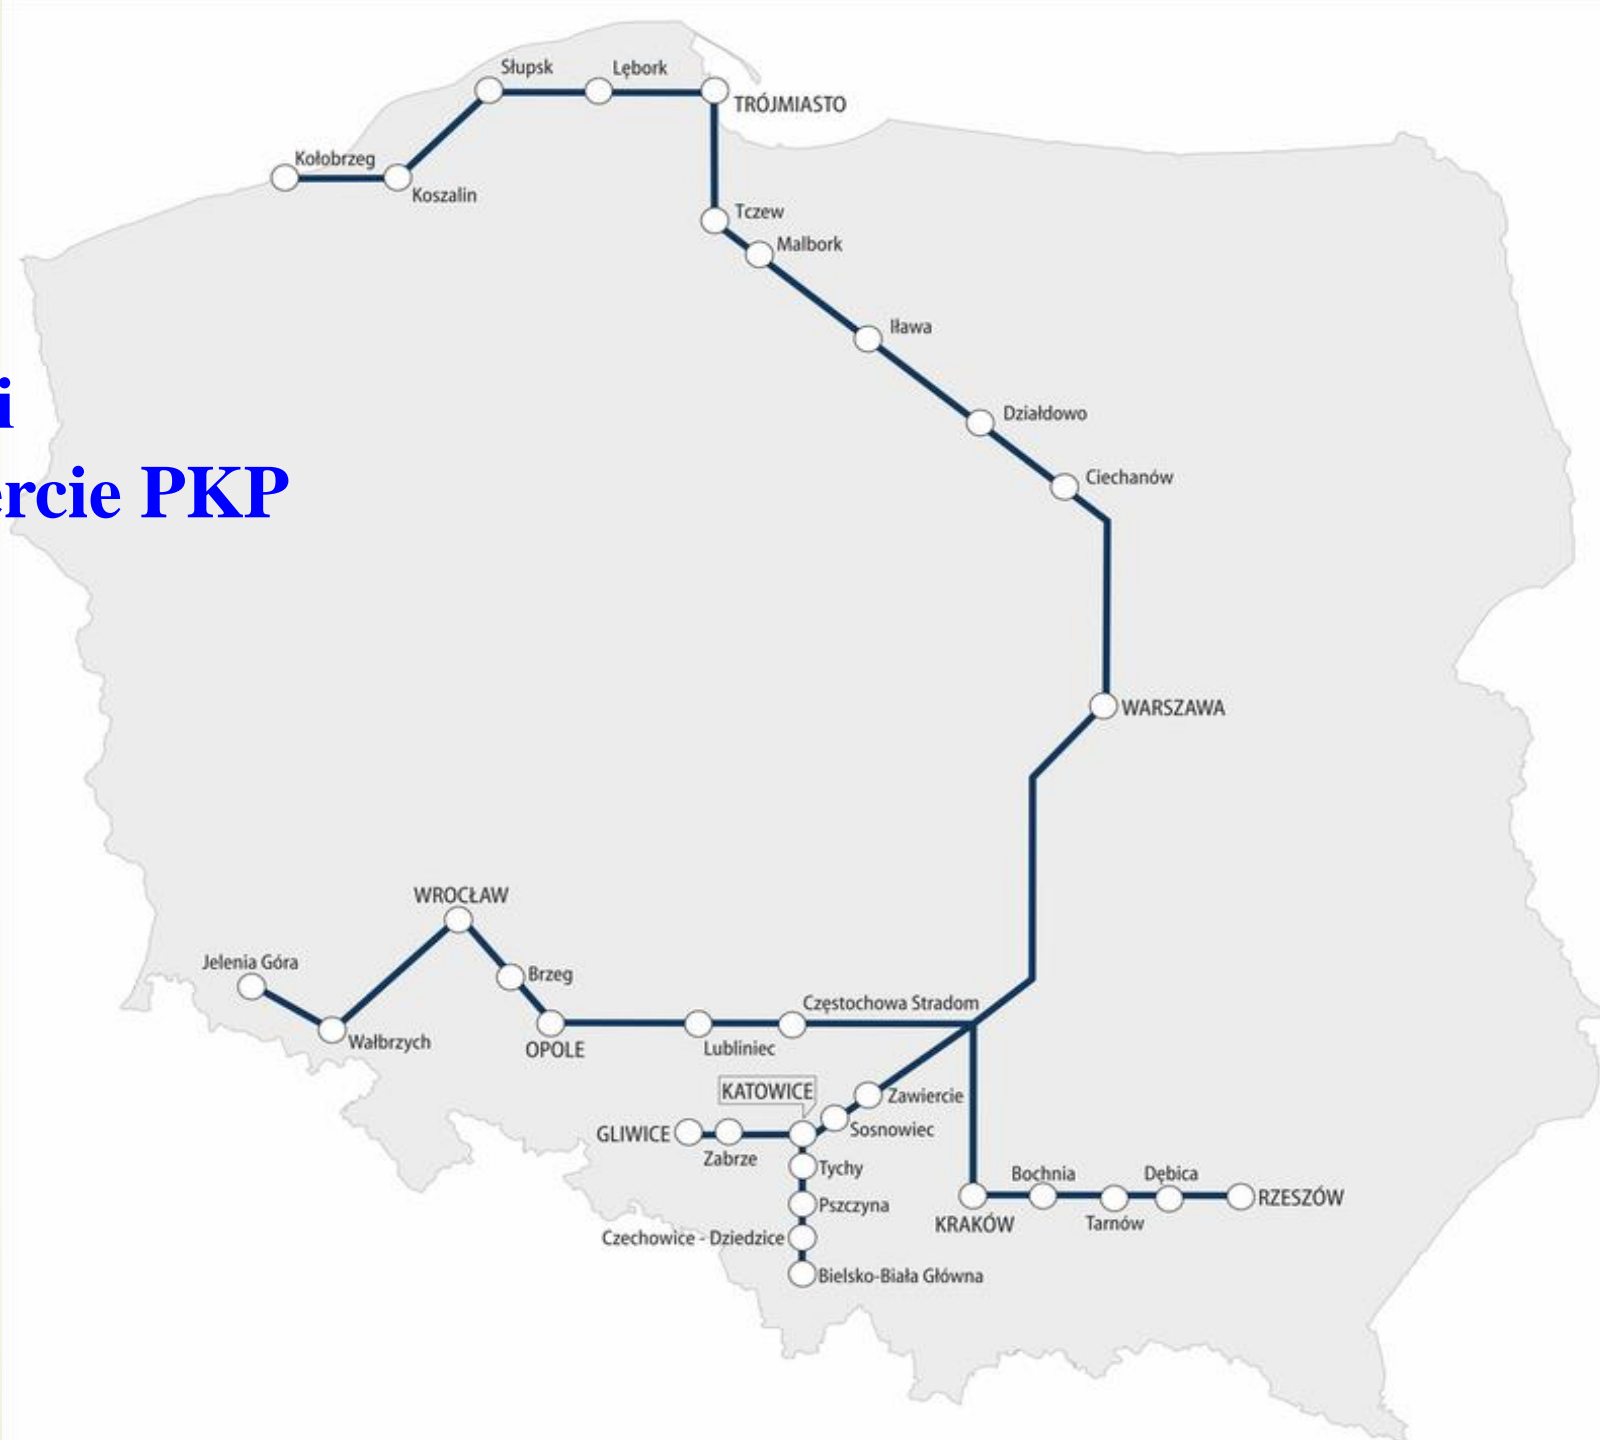 Słupsk
Lębork
TRÓJMIASTO
Kołobrzeg
Koszalin
Tczew
Malbork
Iława
i
Działdowo
Ciechanów
rcie PKP
WARSZAWA
WROCŁAW
Jelenia Góra
Brzeg
Częstochowa Stradom
Wałbrzych
OPOLE
Lubliniec
KATOWICE
Zawiercie
GLIWICE
Sosnowiec
Zabrze
Tychy
Bochnia
Dębica
Pszczyna
RZESZÓW
KRAKÓW
Tarnów
Czechowice - Dziedzice
Bielsko-Biała Główna